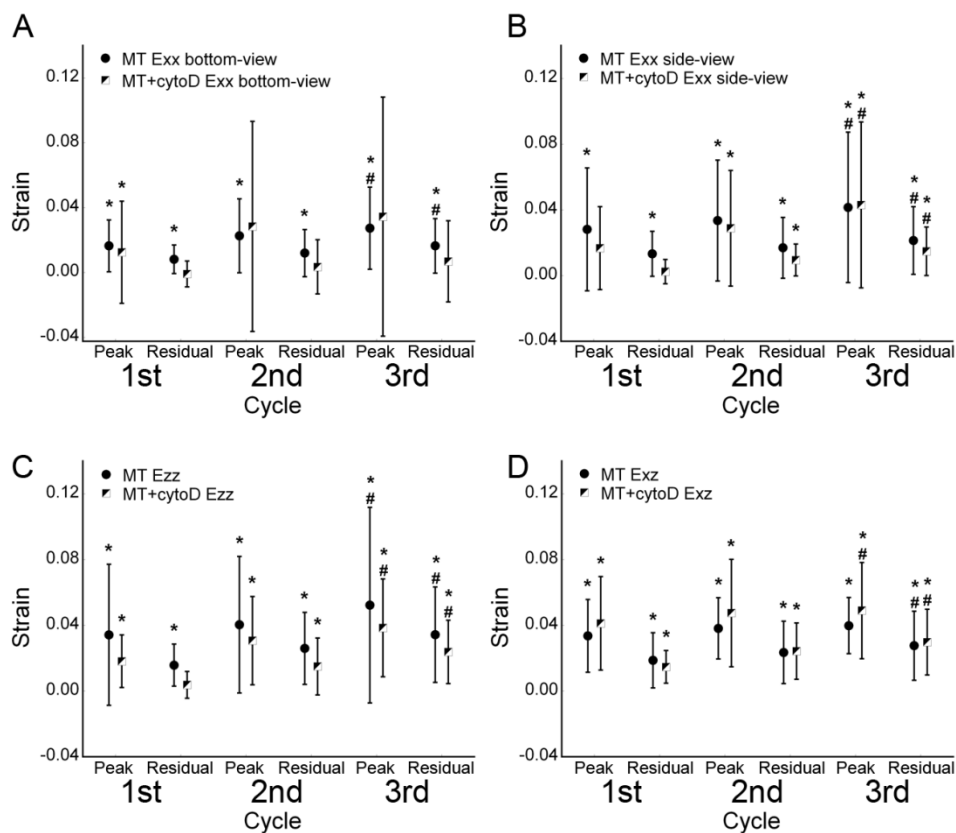 A
MT Exx bottom-view
MT+cytoD Exx bottom-view
0.12
0.08
0.04
0.00
-0.04
Strain
* * * * * * # * #
Peak Residual Peak Residual Peak Residual
1st 2nd 3rd
Cycle
B
MT Exx side-view
MT+cytoD Exx side-view
0.12
0.08
0.04
0.00
-0.04
Strain
* * * * * * * # * # * # * #
Peak Residual Peak Residual Peak Residual
1st 2nd 3rd
Cycle
C
MT Ezz
MT+cytoD Ezz
0.12
0.08
0.04
0.00
-0.04
Strain
* * * * * * * * # * # * # * #
Peak Residual Peak Residual Peak Residual
1st 2nd 3rd
Cycle
D
MT Exz
MT+cytoD Exz
0.12
0.08
0.04
0.00
-0.04
Strain
* * * * * * * * * * # * # * #
Peak Residual Peak Residual Peak Residual
1st 2nd 3rd
Cycle